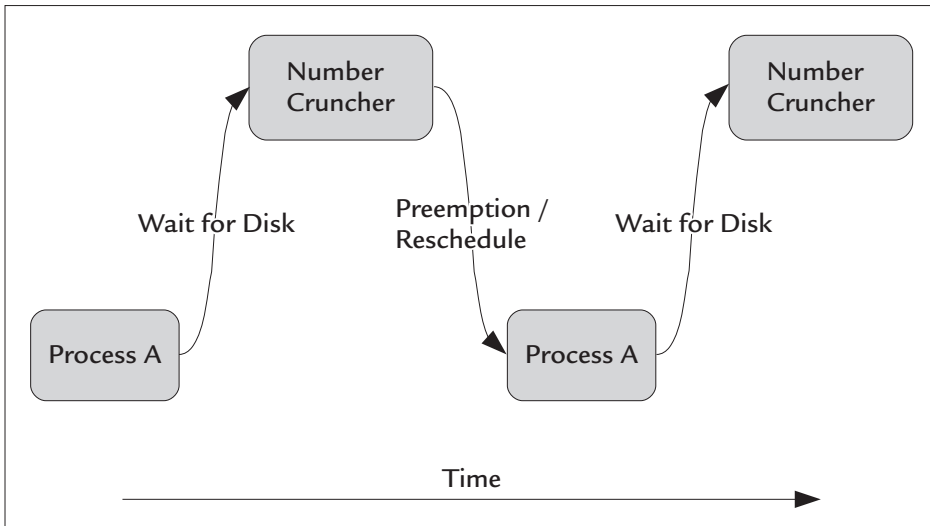 Number
Cruncher
Number
Cruncher
Wait for Disk
Preemption /
Reschedule
Wait for Disk
Process A
Process A
Time